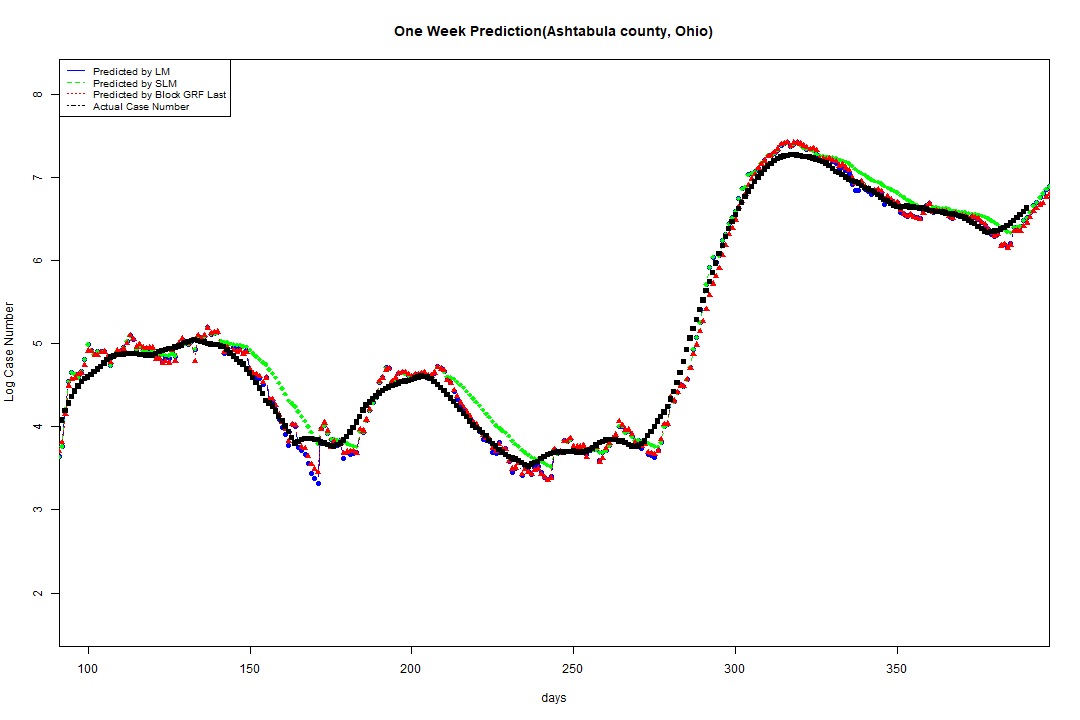 One Week Prediction(Ashtabula county, Ohio)
Predicted by LM
Predicted by SLM
Predicted by Block GRF Last
Actual Case Number
8
7
6
5
4
3
2
Log Case Number
100 150 200 250 300 350
days